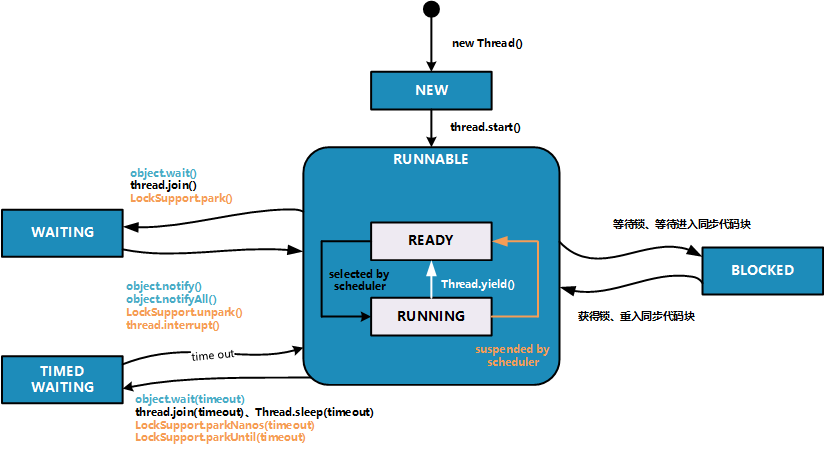 new Thread()
NEW
thread.start()
RUNNABLE
object.wait()
thread.join()
LockSupport.park()
WAITING
READY
等待锁、等待进入同步代码块
BLOCKED
selected by
scheduler
Thread.yield()
object.notify()
object.notifyAll()
LockSupport.unpark()
thread.interrupt()
RUNNING
获得锁、重入同步代码块
time out
suspended by
scheduler
TIMED
WAITING
object.wait(timeout)
thread.join(timeout)、Thread.sleep(timeout)
LockSupport.parkNanos(timeout)
LockSupport.parkUntil(timeout)